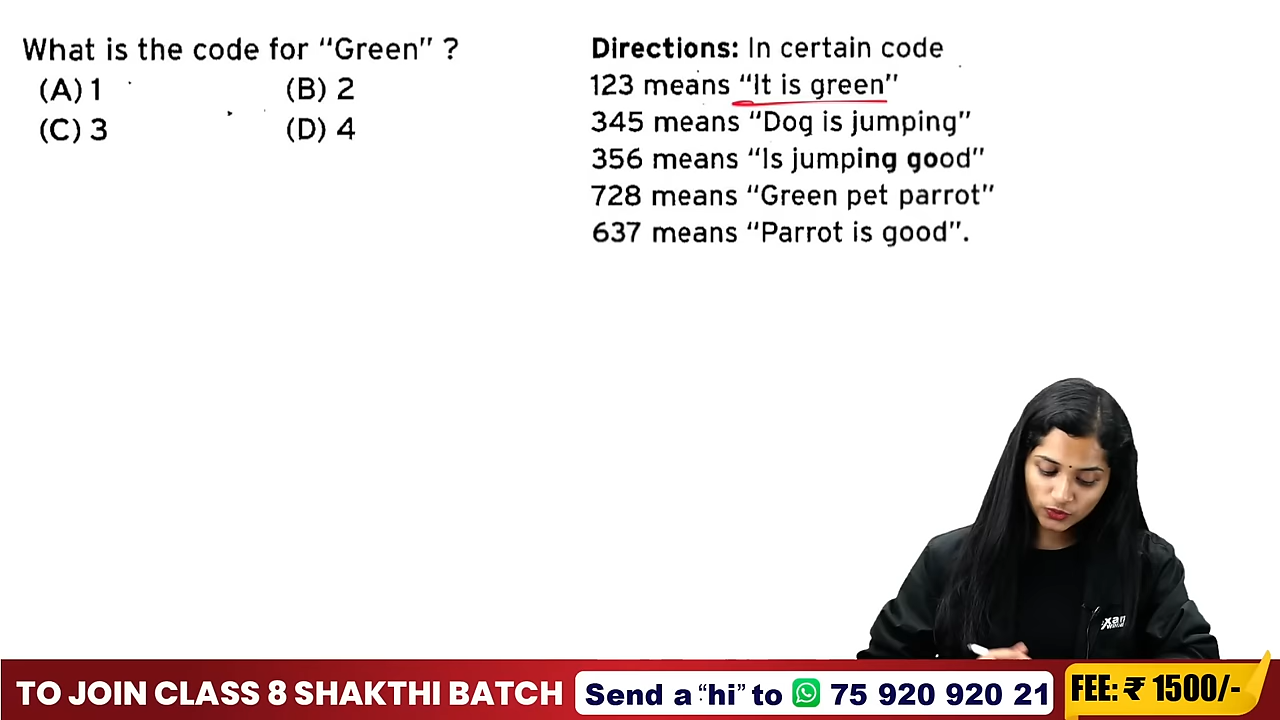 What is the code for “Green” ?
(A) 1 (B) 2
(C) 3 (D) 4
Directions: In certain code
123 means “It is green”
345 means “Dog is jumping”
356 means “Is jumping good”
728 means “Green pet parrot”
637 means “Parrot is good”.
TO JOIN CLASS 8 SHAKTHI BATCH
Send a “hi” to 75 920 920 21
FEE: ₹ 1500/-